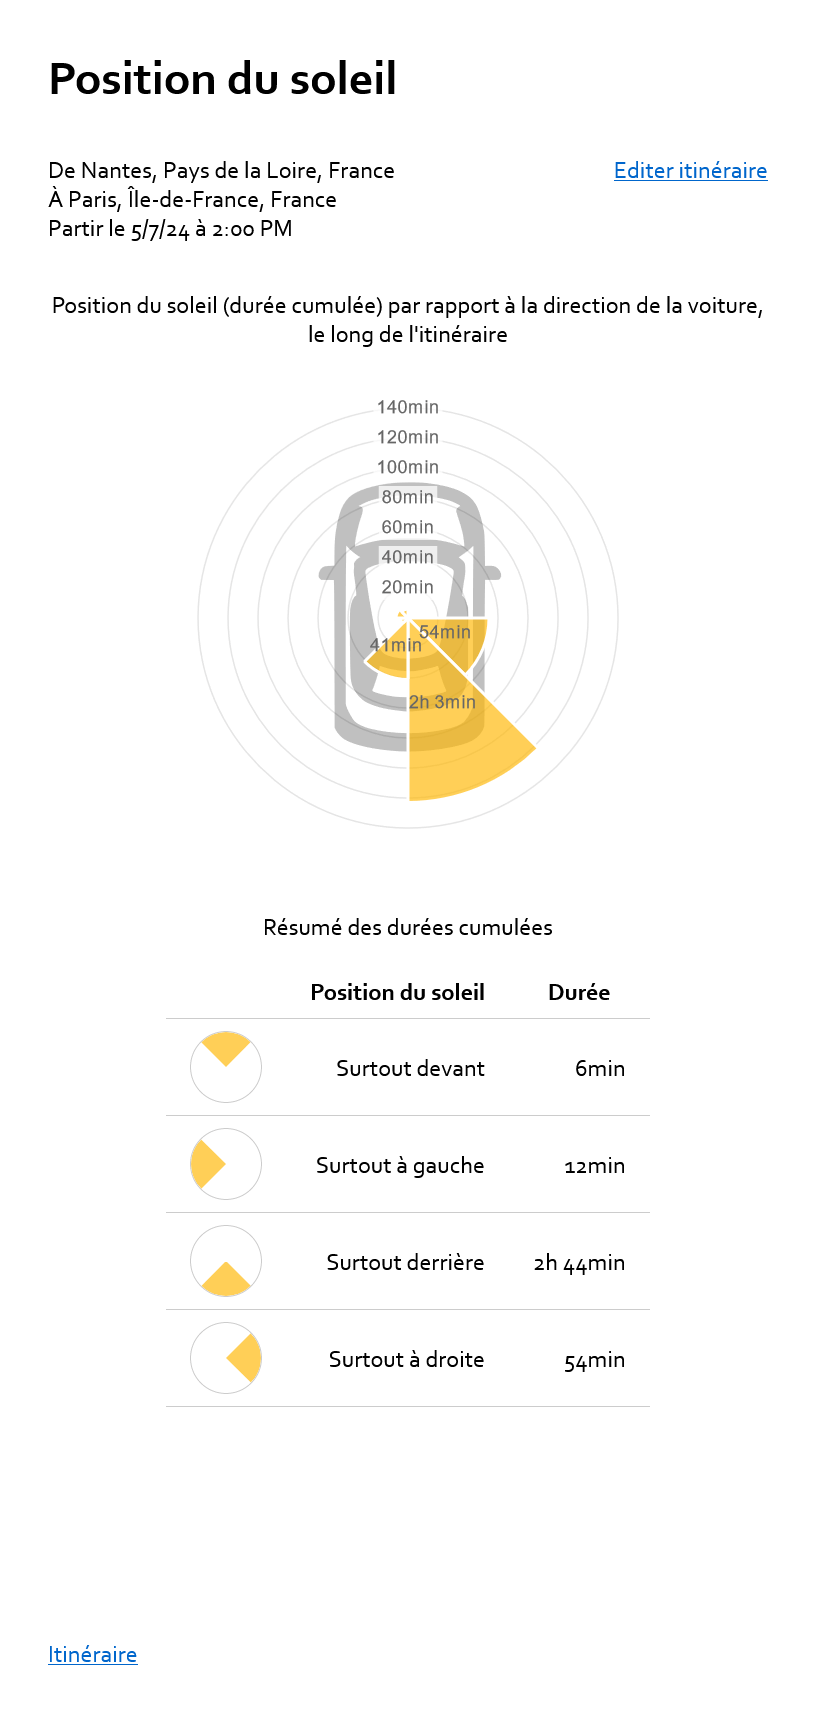 Position du soleil
De Nantes, Pays de la Loire, France
Editer itinéraire
À Paris, Île-de-France, France
Partir le 5/7/24 à 2:00 PM
Position du soleil (durée cumulée) par rapport à la direction de la voiture,
le long de l'itinéraire
140min
120min
100min
80min
60min
40min
20min
54min
41min
2h 3min
Résumé des durées cumulées
Position du soleil Durée
Surtout devant 6min
Surtout à gauche 12min
Surtout derrière 2h 44min
Surtout à droite 54min
Itinéraire